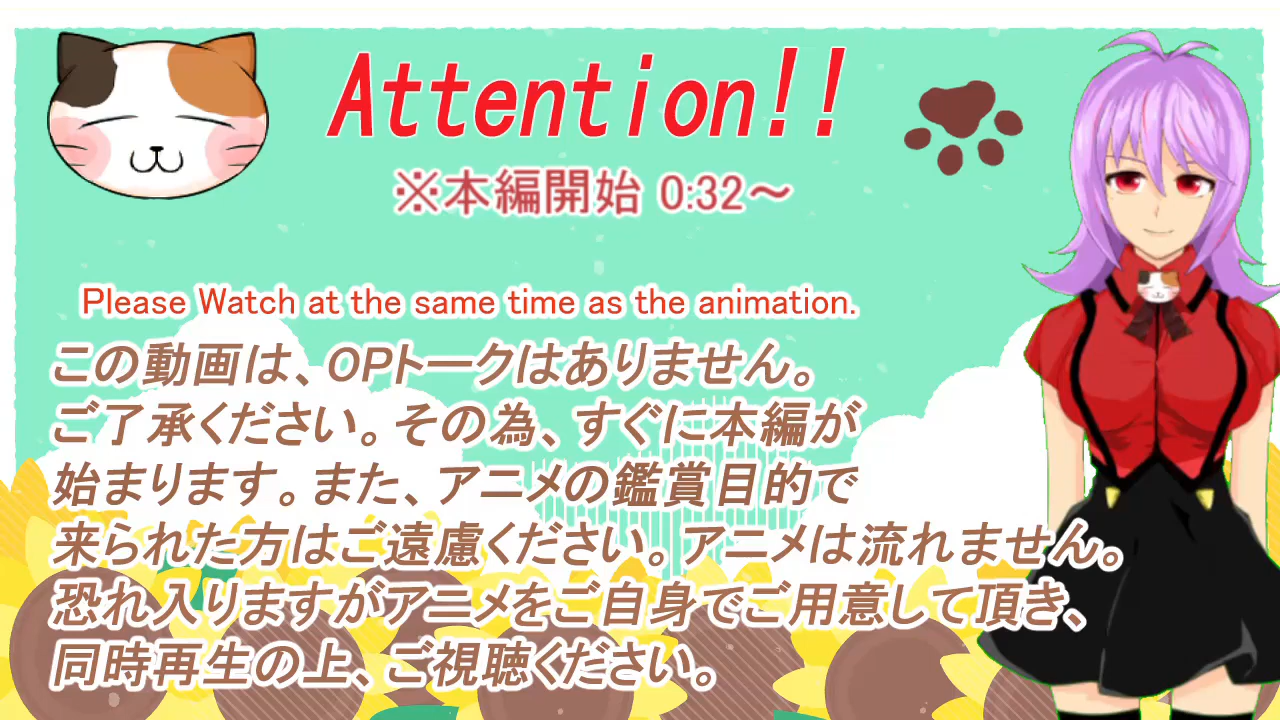 Attention!!
※本編開始 0:32～
Please Watch at the same time as the animation.
この動画は、OPトークはありません。
ご了承ください。その為、すぐに本編が
始まります。また、アニメの鑑賞目的で
来られた方はご遠慮ください。アニメは流れません。
恐れ入りますがアニメをご自身でご用意して頂き、
同時再生の上、ご視聴ください。